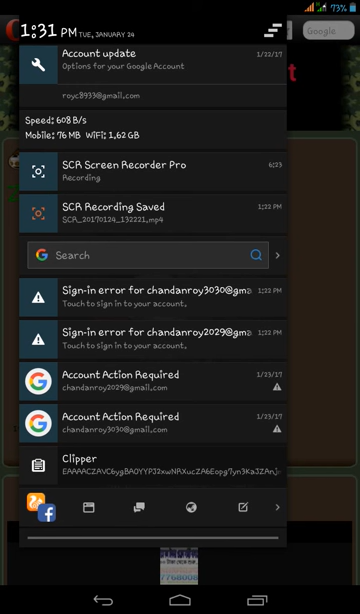 73%
1:31 PM TUE, JANUARY 24
Google
Account update 1/22/17
Options for your Google Account
royc8933@gmail.com
Speed: 608 B/s
Mobile: 76 MB WiFi: 1,62 GB
SCR Screen Recorder Pro 6:23
Recording
SCR Recording Saved 1:22 PM
SCR_20170124_132221.mp4
Search
Sign-in error for chandanroy3030@gma 1:22 PM
Touch to sign in to your account.
Sign-in error for chandanroy2029@gma 1:22 PM
Touch to sign in to your account.
Account Action Required 1/23/17
chandanroy2029@gmail.com
Account Action Required 1/23/17
chandanroy3030@gmail.com
Clipper